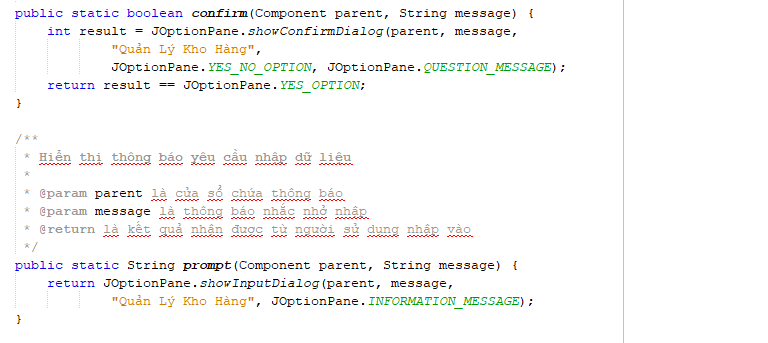 public static boolean confirm(Component parent, String message) {
    int result = JOptionPane.showConfirmDialog(parent, message,
            "Quản Lý Kho Hàng",
            JOptionPane.YES_NO_OPTION, JOptionPane.QUESTION_MESSAGE);
    return result == JOptionPane.YES_OPTION;
}

/**
 * Hiển thị thông báo yêu cầu nhập dữ liệu
 *
 * @param parent là cửa sổ chứa thông báo
 * @param message là thông báo nhắc nhở nhập
 * @return là kết quả nhận được từ người sử dụng nhập vào
 */
public static String prompt(Component parent, String message) {
    return JOptionPane.showInputDialog(parent, message,
            "Quản Lý Kho Hàng", JOptionPane.INFORMATION_MESSAGE);
}